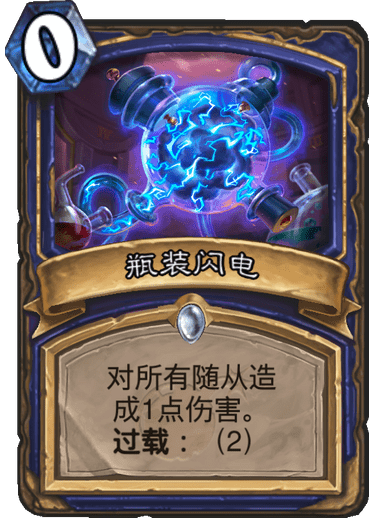 0
瓶装闪电
对所有随从造
成1点伤害。
过载：（2）